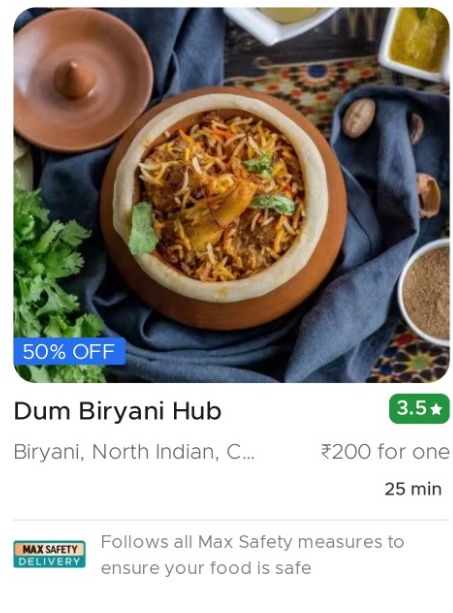 50% OFF
Dum Biryani Hub
3.5★
Biryani, North Indian, C...
₹200 for one
25 min
MAX SAFETY
DELIVERY
Follows all Max Safety measures to
ensure your food is safe